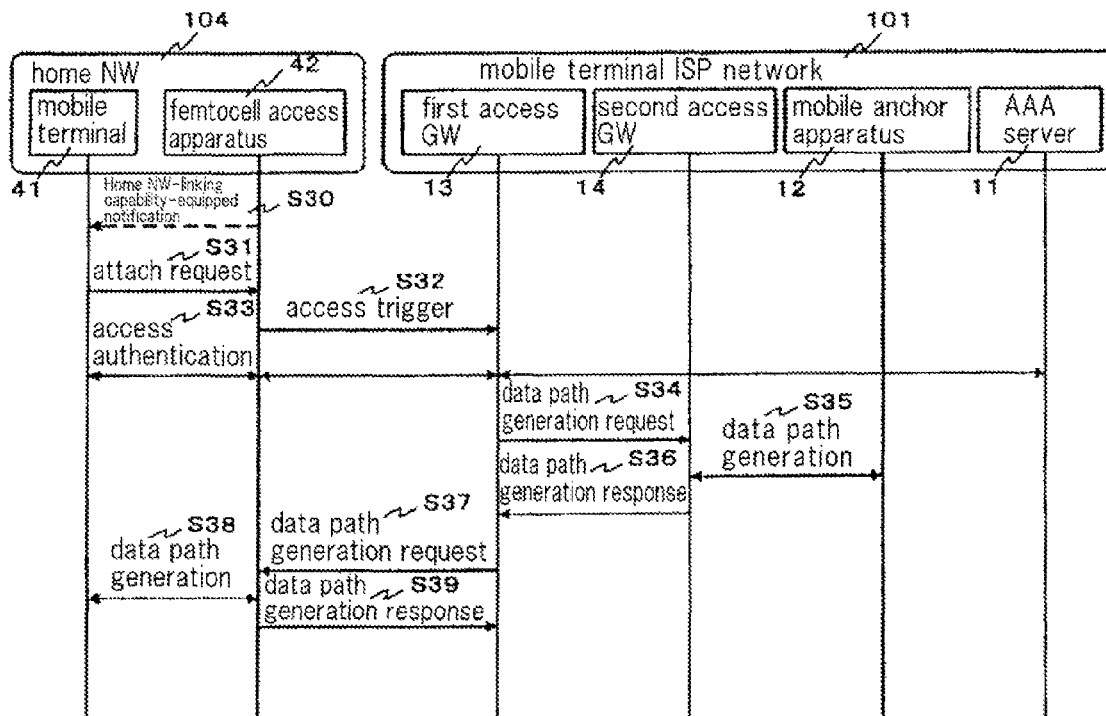 104
101
home NW
42
mobile terminal ISP network
mobile
terminal
femtocell access
apparatus
first access
GW
second access
GW
mobile anchor
apparatus
AAA
server
41
13
14
12
11
Home NW-linking
capability-equipped
notification
S30
S31
attach request
S32
access trigger
S33
access
authentication
data path
generation request
S34
S35
data path
generation
data path
generation response
S36
S37
data path
generation request
S38
data path
generation
data path
generation response
S39